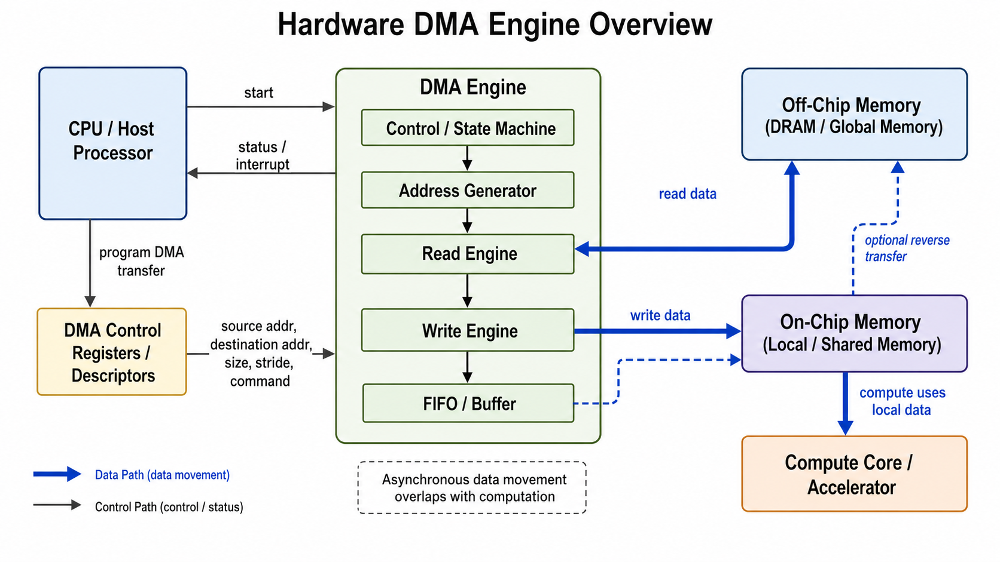 Hardware DMA Engine Overview
CPU / Host
Processor
start
status /
interrupt
program DMA
transfer
DMA Control
Registers /
Descriptors
source addr,
destination addr,
size, stride,
command
DMA Engine
Control / State Machine
Address Generator
Read Engine
Write Engine
FIFO / Buffer
read data
write data
Off-Chip Memory
(DRAM / Global Memory)
optional reverse
transfer
On-Chip Memory
(Local / Shared Memory)
compute uses
local data
Compute Core /
Accelerator
Data Path (data movement)
Control Path (control / status)
Asynchronous data movement
overlaps with computation